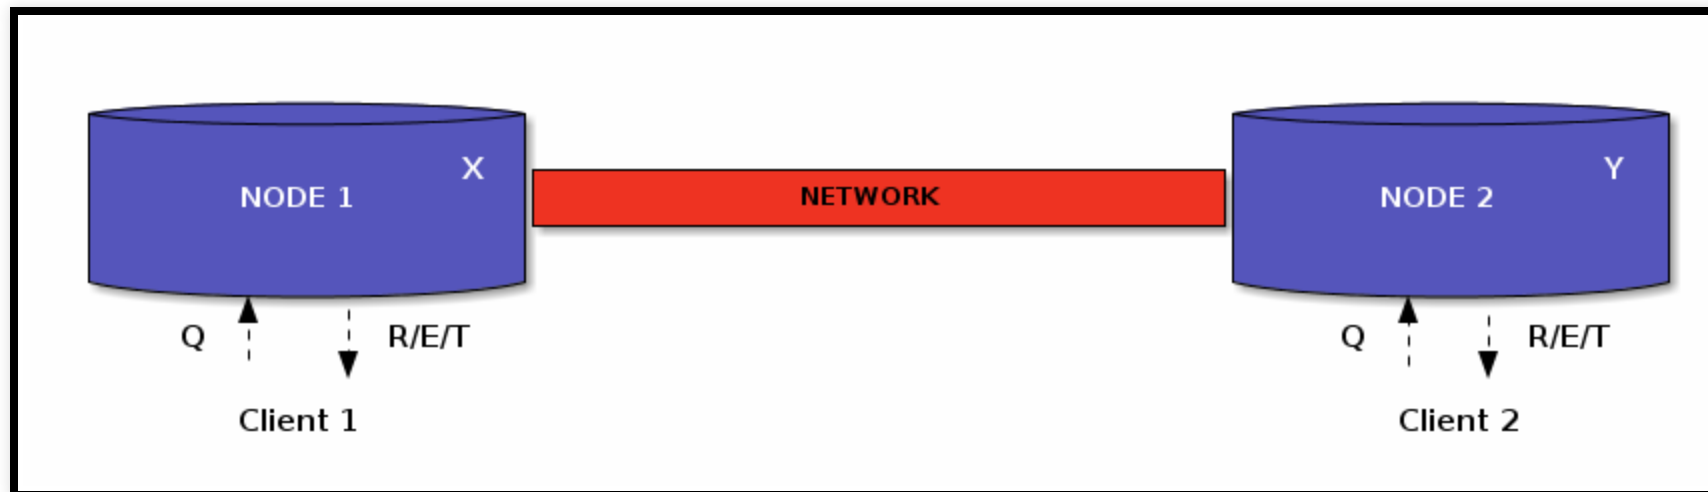 X
NODE 1
NETWORK
Y
NODE 2
Q
R/E/T
Q
R/E/T
Client 1
Client 2